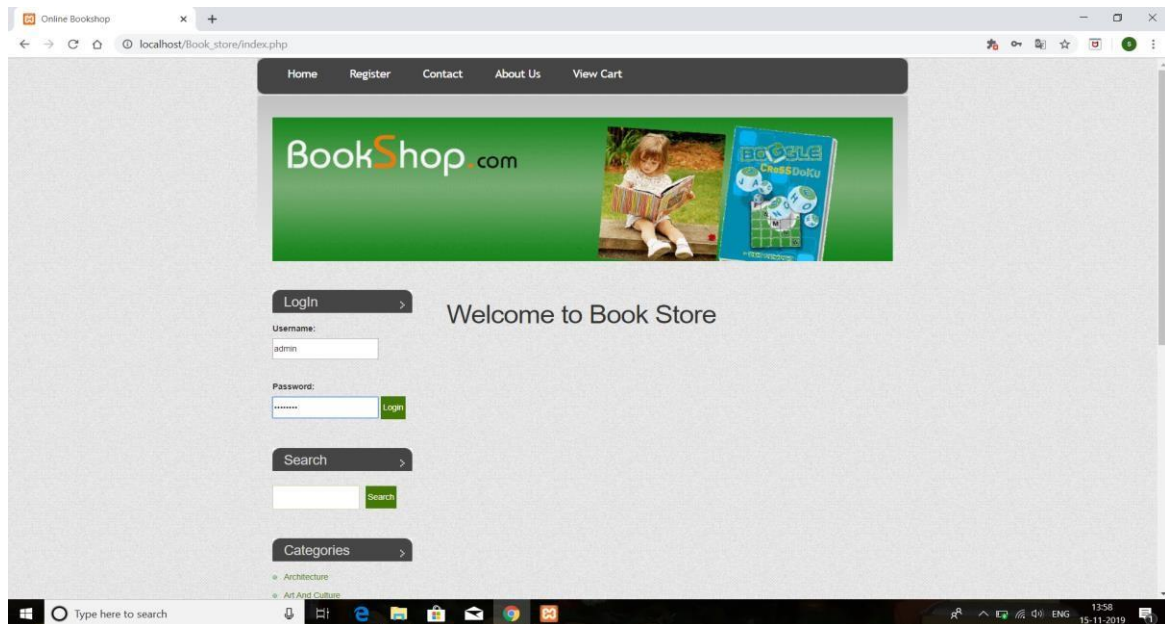 Online Bookshop
localhost/Book_store/index.php
Home Register Contact About Us View Cart
BookShop.com
BOGGLE
CROSSDOKU
LogIn >
Welcome to Book Store
Username:
admin
Password:
········ Login
Search >
Search
Categories >
Architecture
Art And Culture
Type here to search
ENG
13:58
15-11-2019